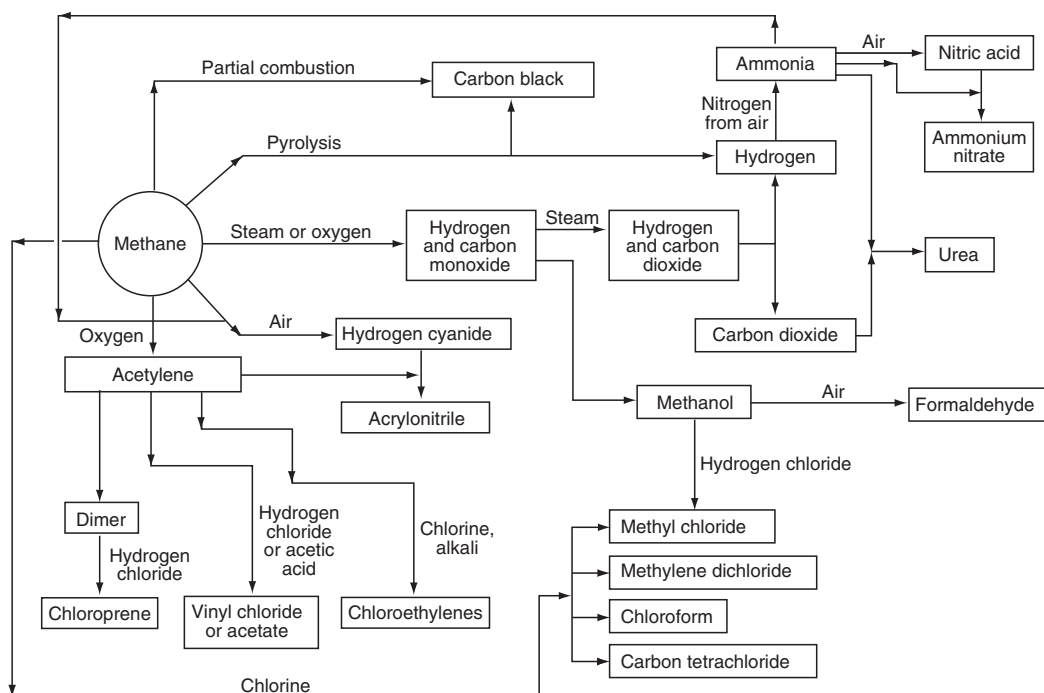 Partial combustion
Carbon black
Ammonia
Air
Nitric acid
Nitrogen
from air
Ammonium
nitrate
Pyrolysis
Hydrogen
Methane
Steam or oxygen
Hydrogen
and carbon
monoxide
Steam
Hydrogen
and carbon
dioxide
Urea
Oxygen
Air
Hydrogen cyanide
Carbon dioxide
Acetylene
Acrylonitrile
Methanol
Air
Formaldehyde
Hydrogen chloride
Dimer
Hydrogen
chloride
Hydrogen
chloride
or acetic
acid
Chlorine,
alkali
Chloroprene
Vinyl chloride
or acetate
Chloroethylenes
Methyl chloride
Methylene dichloride
Chloroform
Carbon tetrachloride
Chlorine